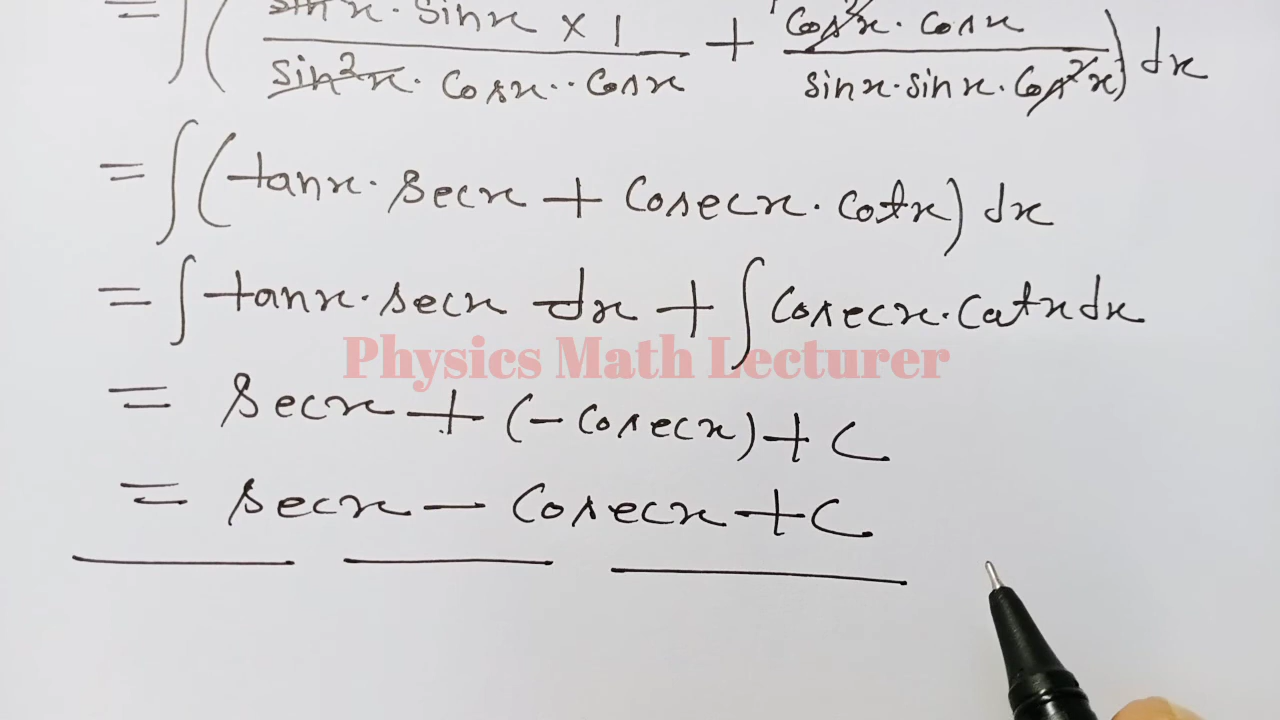 = ∫( sin²x · sinx × 1 / sin²x · cosx · · cosx + cos²x · cosx / sinx · sinx · cos²x ) dx
= ∫( tanx · secx + cosecx · cotx ) dx
= ∫ tanx · secx dx + ∫ cosecx · cotx dx
Physics Math Lecturer
= secx + (- cosecx) + C
= secx - cosecx + C